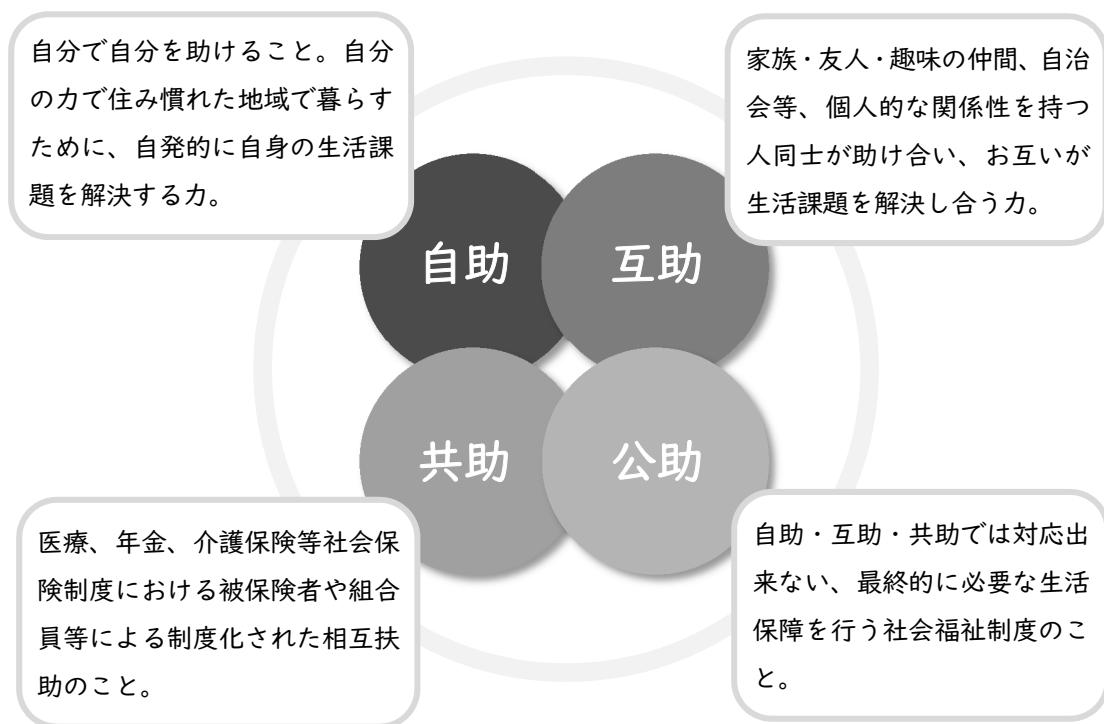 自分で自分を助けること。自分
の力で住み慣れた地域で暮らす
ために、自発的に自身の生活課
題を解決する力。
家族・友人・趣味の仲間、自治
会等、個人的な関係性を持つ
人同士が助け合い、お互いが
生活課題を解決し合う力。
自助
互助
共助
公助
医療、年金、介護保険等社会保
険制度における被保険者や組合
員等による制度化された相互扶
助のこと。
自助・互助・共助では対応出
来ない、最終的に必要な生活
保障を行う社会福祉制度のこ
と。